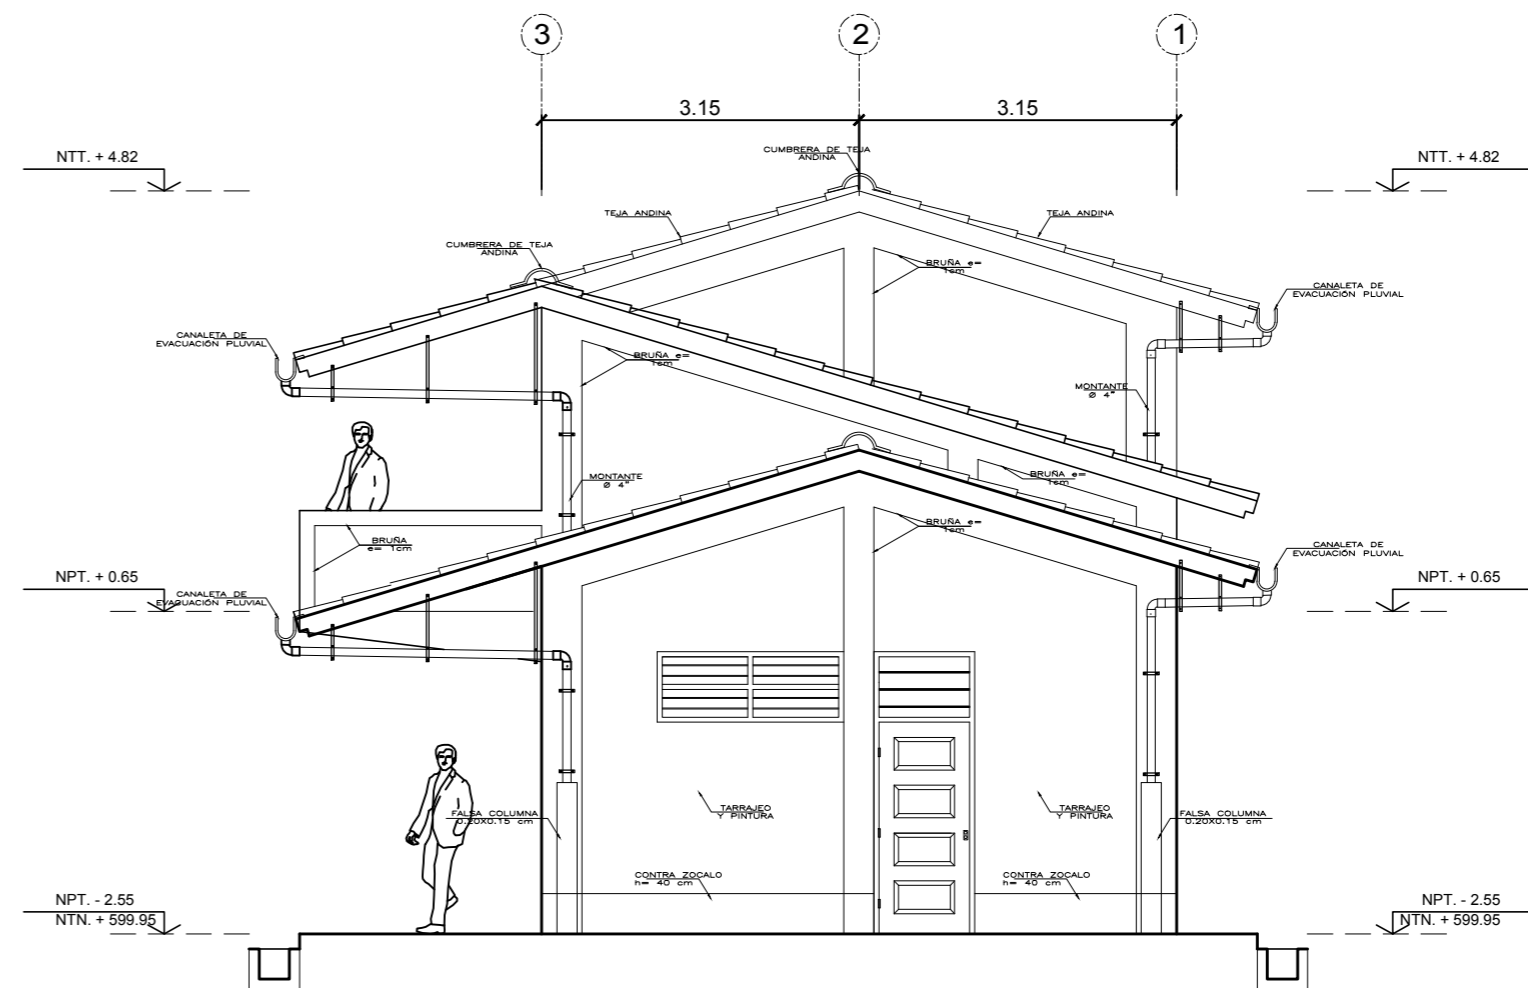 3
2
1
3.15
3.15
NTT. + 4.82
NTT. + 4.82
CUMBRERA DE TEJA
ANDINA
TEJA ANDINA
TEJA ANDINA
CUMBRERA DE TEJA
ANDINA
BRUÑA e=
1cm
CANALETA DE
EVACUACIÓN PLUVIAL
CANALETA DE
EVACUACIÓN PLUVIAL
BRUÑA e=
1cm
MONTANTE
Ø 4"
MONTANTE
Ø 4"
BRUÑA e=
1cm
BRUÑA e=
1cm
BRUÑA
e= 1cm
CANALETA DE
EVACUACIÓN PLUVIAL
NPT. + 0.65
NPT. + 0.65
CANALETA DE
EVACUACIÓN PLUVIAL
FALSA COLUMNA
0.20X0.15 cm
TARRAJEO
Y PINTURA
TARRAJEO
Y PINTURA
FALSA COLUMNA
0.20X0.15 cm
CONTRA ZOCALO
h= 40 cm
CONTRA ZOCALO
h= 40 cm
NPT. - 2.55
NTN. + 599.95
NPT. - 2.55
NTN. + 599.95